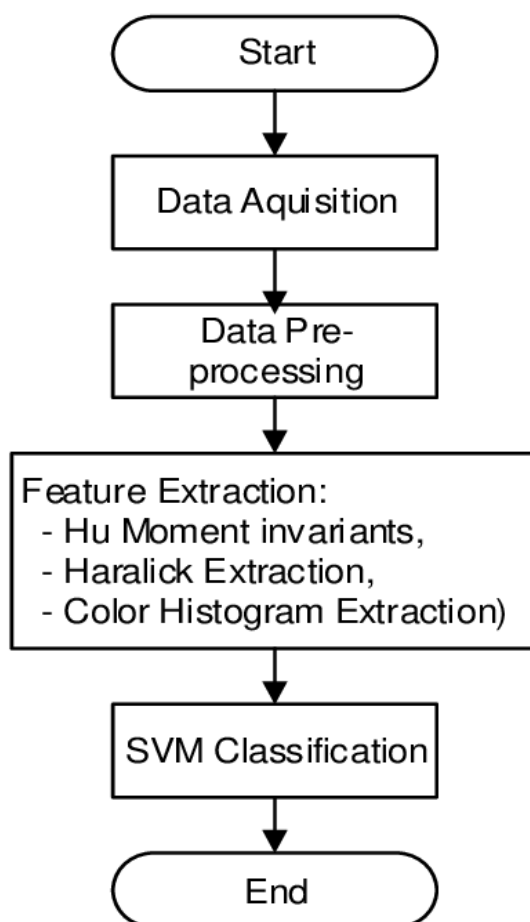 Start
Data Aquisition
Data Pre-
processing
Feature Extraction:
- Hu Moment invariants,
- Haralick Extraction,
- Color Histogram Extraction)
SVM Classification
End